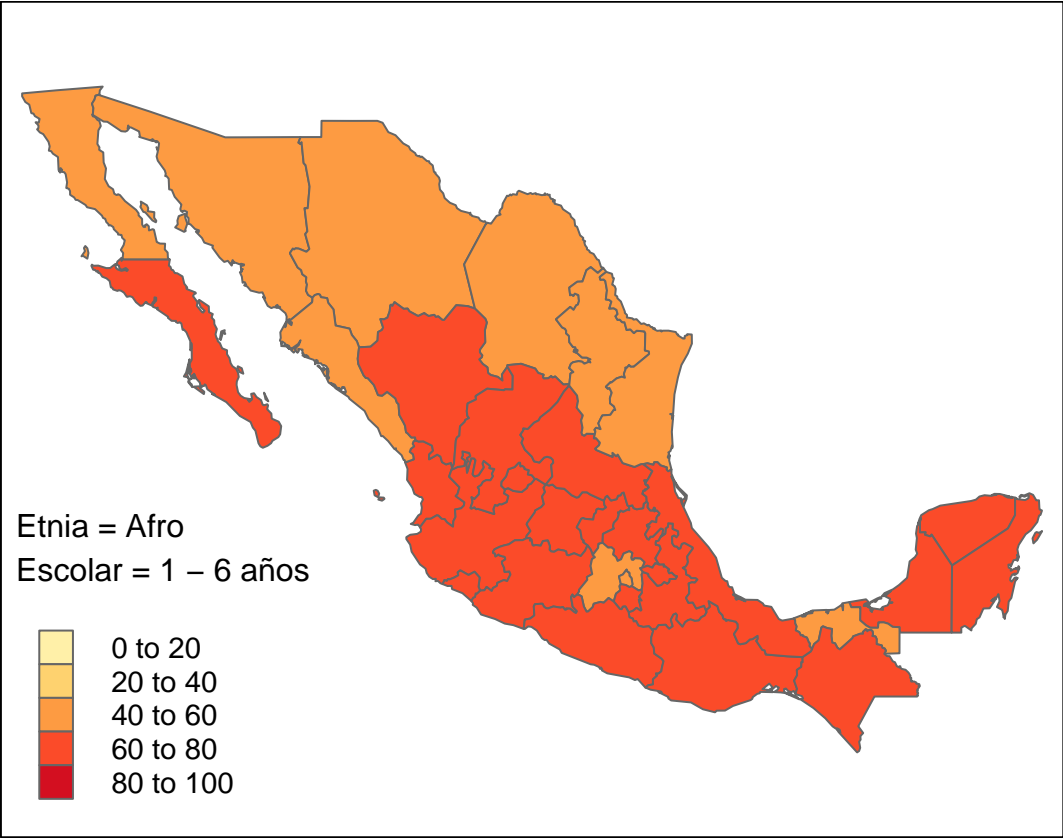 Etnia = Afro
Escolar = 1 – 6 años
0 to 20
20 to 40
40 to 60
60 to 80
80 to 100